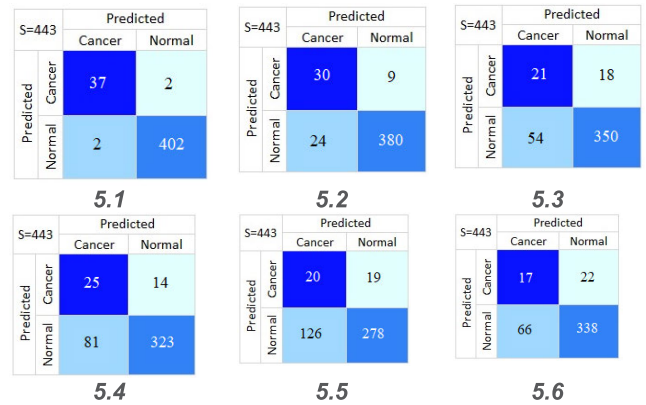 S=443 Predicted
Cancer Normal
Predicted Cancer 37 2
Normal 2 402
5.1
S=443 Predicted
Cancer Normal
Predicted Cancer 30 9
Normal 24 380
5.2
S=443 Predicted
Cancer Normal
Predicted Cancer 21 18
Normal 54 350
5.3
S=443 Predicted
Cancer Normal
Predicted Cancer 25 14
Normal 81 323
5.4
S=443 Predicted
Cancer Normal
Predicted Cancer 20 19
Normal 126 278
5.5
S=443 Predicted
Cancer Normal
Predicted Cancer 17 22
Normal 66 338
5.6